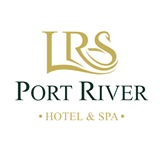 LRS
PORT RIVER
• HOTEL & SPA •